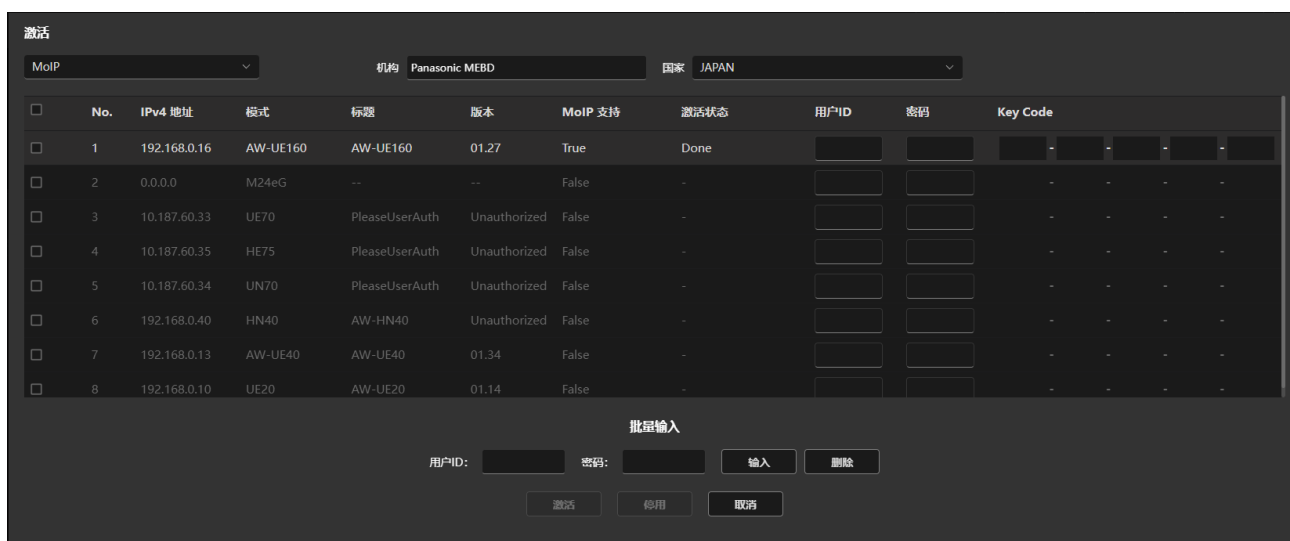 激活
MoIP 机构 Panasonic MEBD 国家 JAPAN
No. IPv4 地址 模式 标题 版本 MoIP 支持 激活状态 用户ID 密码 Key Code
1 192.168.0.16 AW-UE160 AW-UE160 01.27 True Done - - - -
2 0.0.0.0 M24eG -- -- False - - - - -
3 10.187.60.33 UE70 PleaseUserAuth Unauthorized False - - - - -
4 10.187.60.35 HE75 PleaseUserAuth Unauthorized False - - - - -
5 10.187.60.34 UN70 PleaseUserAuth Unauthorized False - - - - -
6 192.168.0.40 HN40 AW-HN40 Unauthorized False - - - - -
7 192.168.0.13 AW-UE40 AW-UE40 01.34 False - - - - -
8 192.168.0.10 UE20 AW-UE20 01.14 False - - - - -
批量输入
用户ID: 密码: 输入 删除
激活 停用 取消